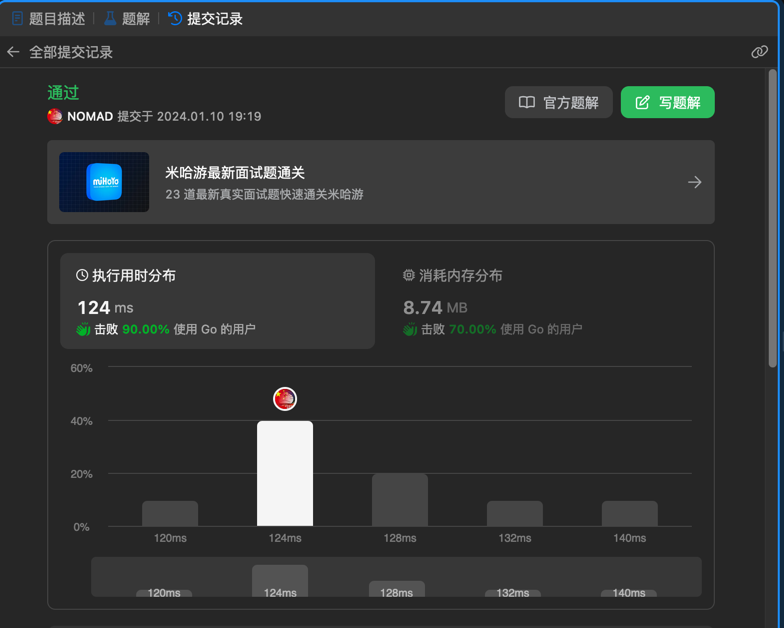 题目描述 题解 提交记录
全部提交记录
通过
NOMAD 提交于 2024.01.10 19:19
官方题解
写题解
miHoYo
米哈游最新面试题通关
23 道最新真实面试题快速通关米哈游
执行用时分布
124 ms
击败 90.00% 使用 Go 的用户
消耗内存分布
8.74 MB
击败 70.00% 使用 Go 的用户
60%
40%
20%
0%
120ms 124ms 128ms 132ms 140ms
120ms 124ms 128ms 132ms 140ms